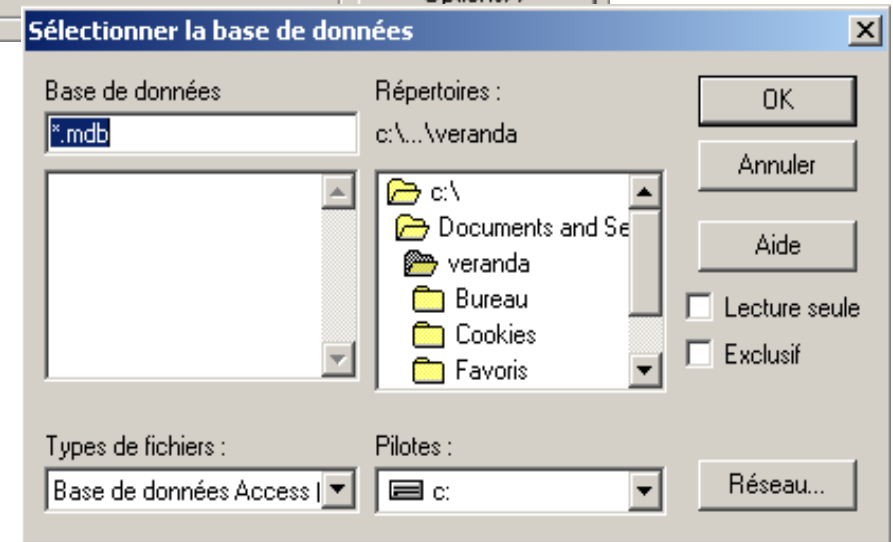 Sélectionner la base de données
Base de données
*.mdb
Répertoires :
c:\...\veranda
c:\
Documents and Se
veranda
Bureau
Cookies
Favoris
OK
Annuler
Aide
Lecture seule
Exclusif
Types de fichiers :
Base de données Access (
Pilotes :
c:
Réseau...